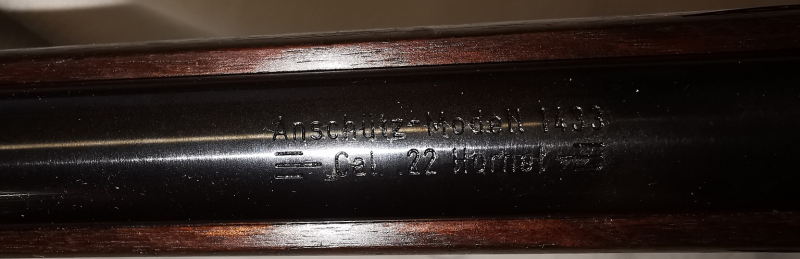 Anschütz-Modell 1433
Cal. .22 Hornet